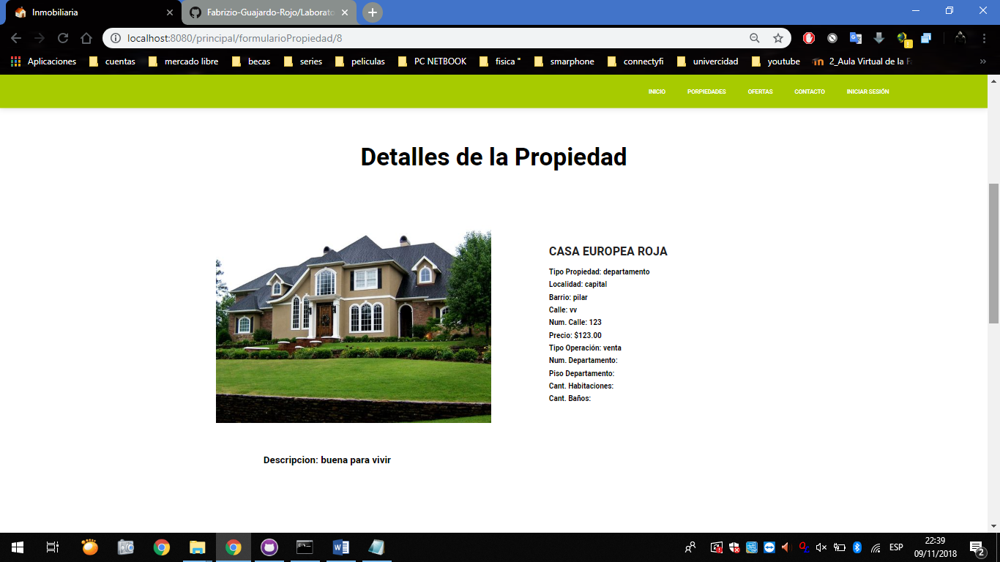 Inmobiliaria
Fabrizio-Guajardo-Rojo/Laborato
localhost:8080/principal/formularioPropiedad/8
Aplicaciones cuentas mercado libre becas series peliculas PC NETBOOK fisica " smarphone connectyfi univercidad youtube 2_Aula Virtual de la Fa »
INICIO PORPIEDADES OFERTAS CONTACTO INICIAR SESIÓN
Detalles de la Propiedad
CASA EUROPEA ROJA
Tipo Propiedad: departamento
Localidad: capital
Barrio: pilar
Calle: vv
Num. Calle: 123
Precio: $123.00
Tipo Operación: venta
Num. Departamento:
Piso Departamento:
Cant. Habitaciones:
Cant. Baños:
Descripcion: buena para vivir
ESP
22:39
09/11/2018
2